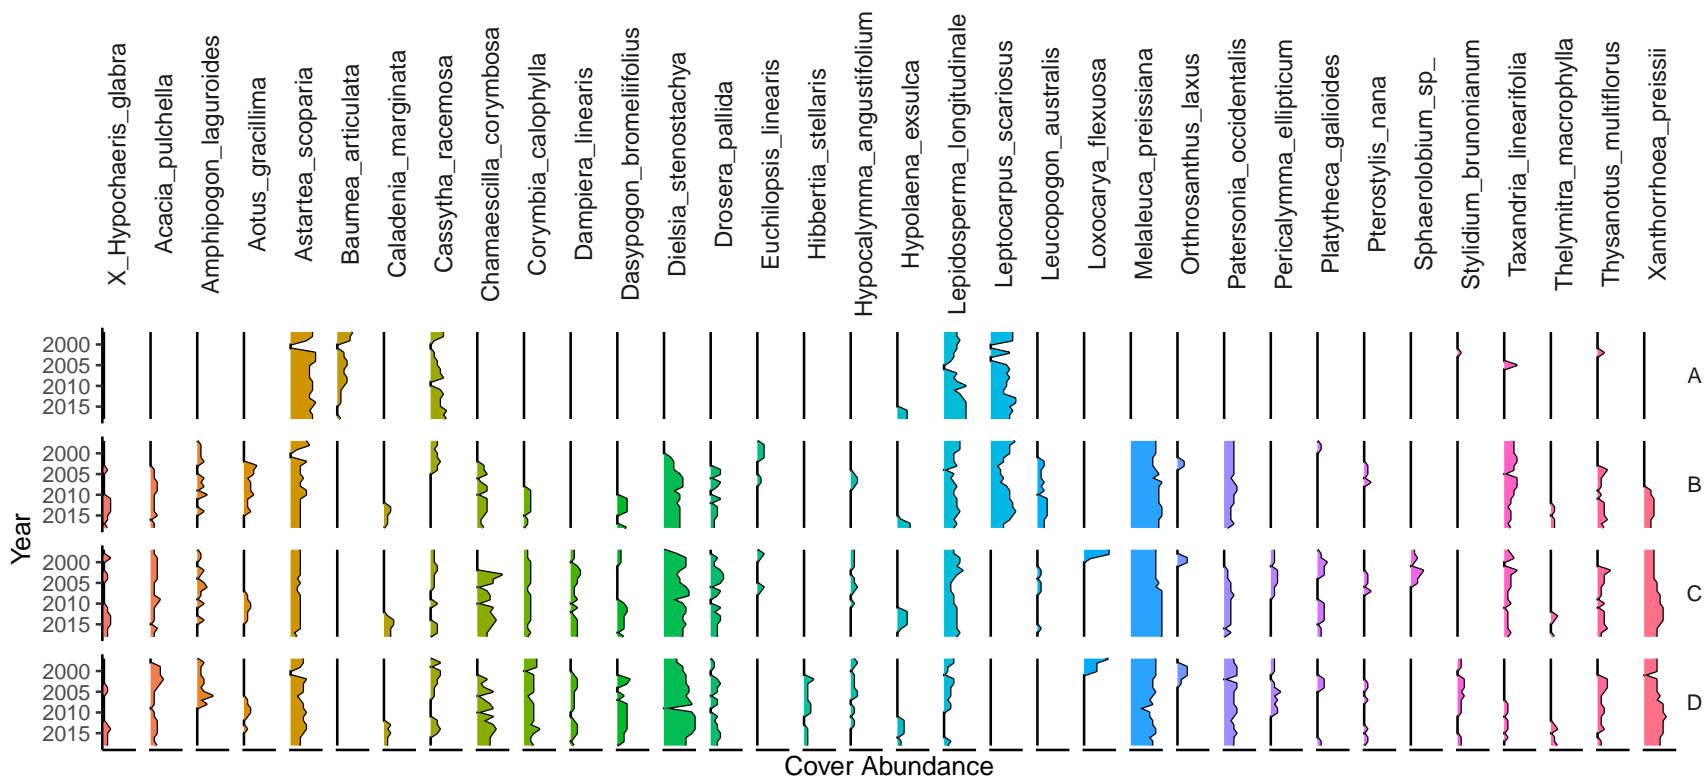 X_Hypochaeris_glabra
Acacia_pulchella
Amphipogon_laguroides
Aotus_gracillima
Astartea_scoparia
Baumea_articulata
Caladenia_marginata
Cassytha_racemosa
Chamaescilla_corymbosa
Corymbia_calophylla
Dampiera_linearis
Dasypogon_bromeliifolius
Dielsia_stenostachya
Drosera_pallida
Euchilopsis_linearis
Hibbertia_stellaris
Hypocalymma_angustifolium
Hypolaena_exsulca
Lepidosperma_longitudinale
Leptocarpus_scariosus
Leucopogon_australis
Loxocarya_flexuosa
Melaleuca_preissiana
Orthrosanthus_laxus
Patersonia_occidentalis
Pericalymma_ellipticum
Platytheca_galioides
Pterostylis_nana
Sphaerolobium_sp_
Stylidium_brunonianum
Taxandria_linearifolia
Thelymitra_macrophylla
Thysanotus_multiflorus
Xanthorrhoea_preissii
2000
2005
2010
2015
A
2000
2005
2010
2015
B
Year
2000
2005
2010
2015
C
2000
2005
2010
2015
D
Cover Abundance